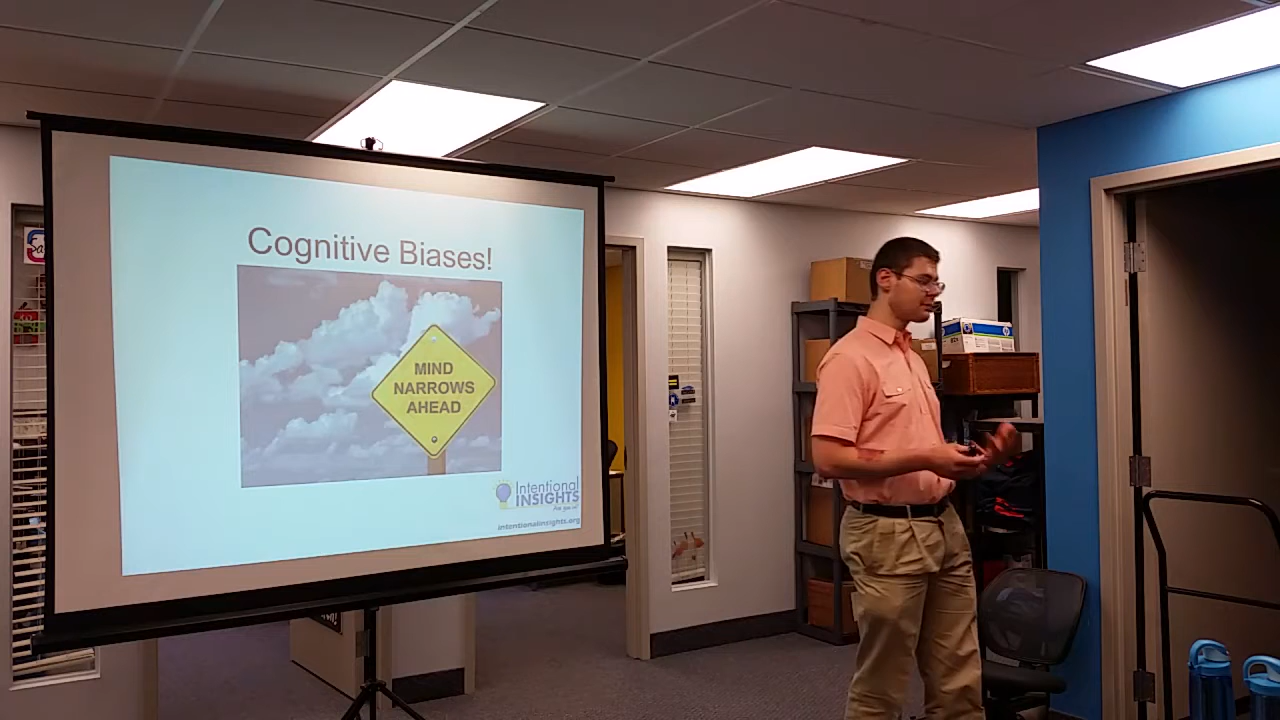 Cognitive Biases!
MIND
NARROWS
AHEAD
Intentional
INSIGHTS
intentionalinsights.org